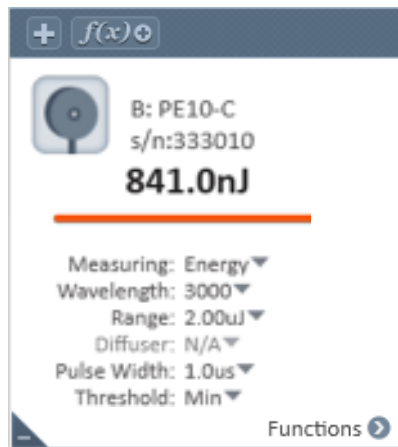 f(x)
B: PE10-C
s/n:333010
841.0nJ
Measuring: Energy
Wavelength: 3000
Range: 2.00uJ
Diffuser: N/A
Pulse Width: 1.0us
Threshold: Min
Functions